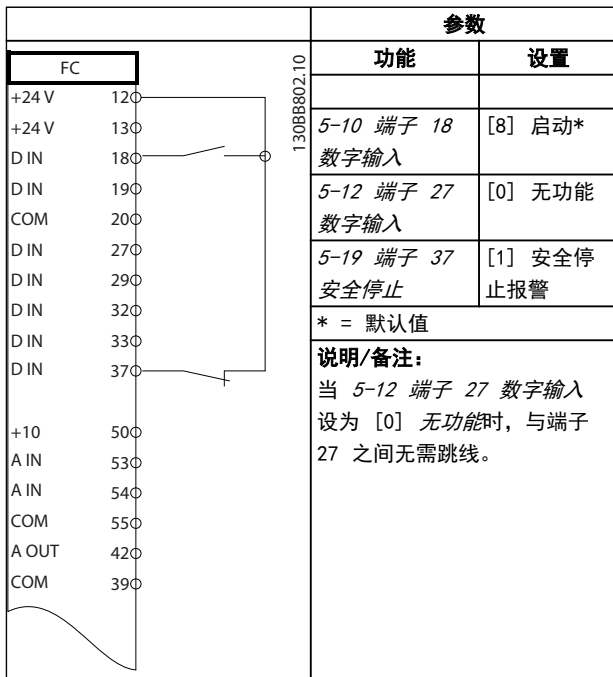 FC
+24 V 12
+24 V 13
D IN 18
D IN 19
COM 20
D IN 27
D IN 29
D IN 32
D IN 33
D IN 37
+10 50
A IN 53
A IN 54
COM 55
A OUT 42
COM 39
130BB802.10
参数
功能 设置
5-10 端子 18
数字输入
[8] 启动*
5-12 端子 27
数字输入
[0] 无功能
5-19 端子 37
安全停止
[1] 安全停
止报警
* = 默认值
说明/备注:
当 5-12 端子 27 数字输入
设为 [0] 无功能时, 与端子
27 之间无需跳线。